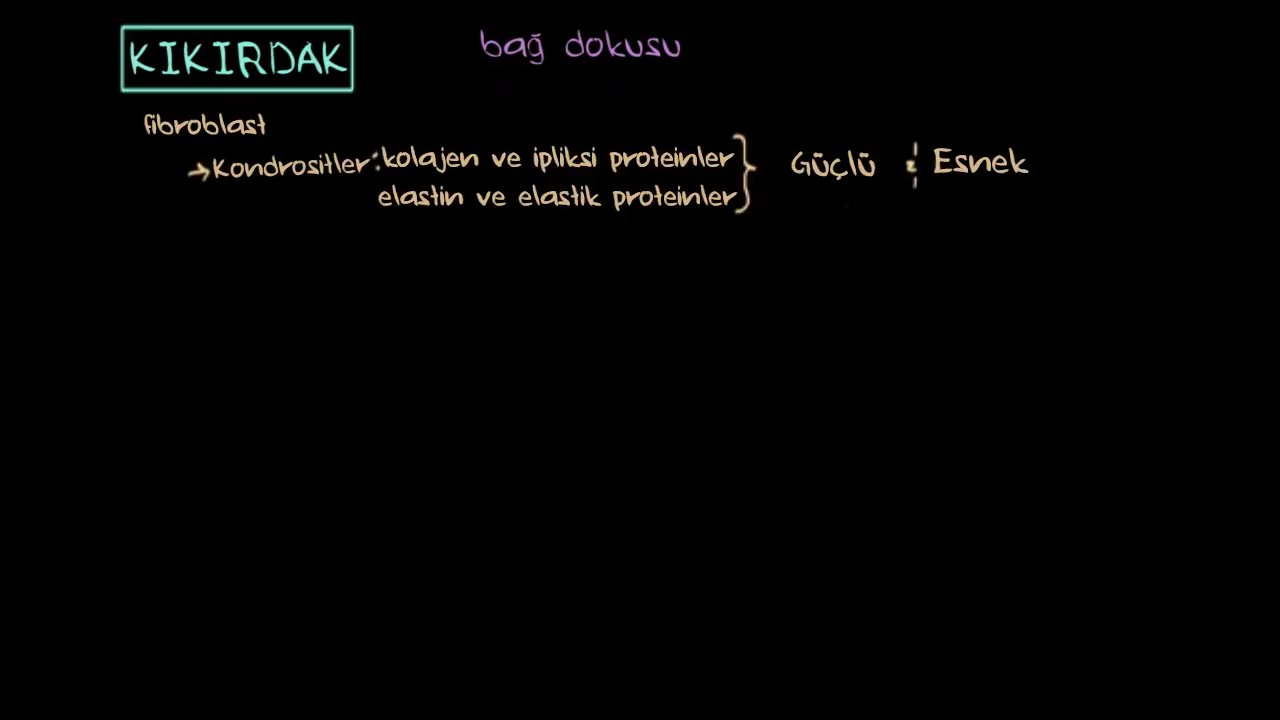 KIKIRDAK
bağ dokusu
fibroblast
→Kondrositler: kolajen ve ipliksi proteinler } Güçlü : Esnek
elastin ve elastik proteinler